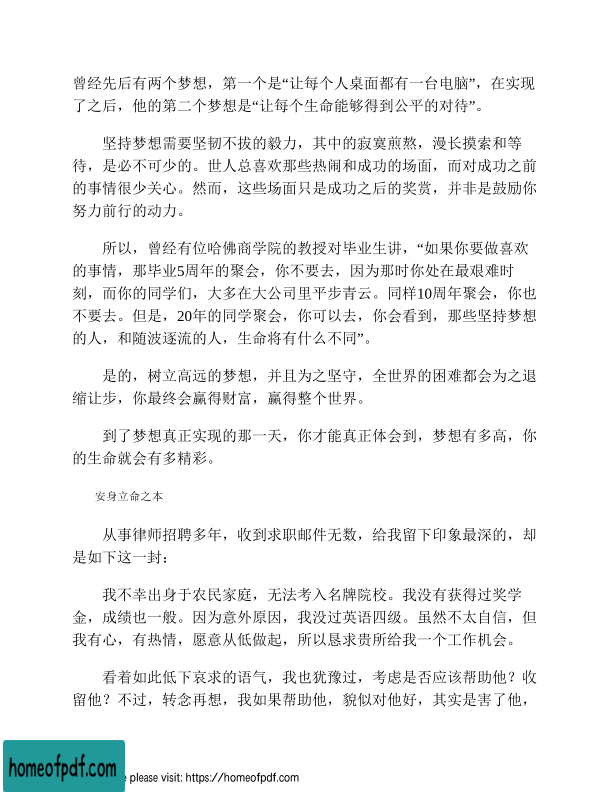 曾经先后有两个梦想，第一个是“让每个人桌面都有一台电脑”，在实现
了之后，他的第二个梦想是“让每个生命能够得到公平的对待”。
坚持梦想需要坚韧不拔的毅力，其中的寂寞煎熬，漫长摸索和等
待，是必不可少的。世人总喜欢那些热闹和成功的场面，而对成功之前
的事情很少关心。然而，这些场面只是成功之后的奖赏，并非是鼓励你
努力前行的动力。
所以，曾经有位哈佛商学院的教授对毕业生讲，“如果你要做喜欢
的事情，那毕业5周年的聚会，你不要去，因为那时你处在最艰难时
刻，而你的同学们，大多在大公司里平步青云。同样10周年聚会，你也
不要去。但是，20年的同学聚会，你可以去，你会看到，那些坚持梦想
的人，和随波逐流的人，生命将有什么不同”。
是的，树立高远的梦想，并且为之坚守，全世界的困难都会为之退
缩让步，你最终会赢得财富，赢得整个世界。
到了梦想真正实现的那一天，你才能真正体会到，梦想有多高，你
的生命就会有多精彩。
安身立命之本
从事律师招聘多年，收到求职邮件无数，给我留下印象最深的，却
是如下这一封：
我不幸出身于农民家庭，无法考入名牌院校。我没有获得过奖学
金，成绩也一般。因为意外原因，我没过英语四级。虽然不太自信，但
我有心，有热情，愿意从低做起，所以恳求贵所给我一个工作机会。
看着如此低下哀求的语气，我也犹豫过，考虑是否应该帮助他？收
留他？不过，转念再想，我如果帮助他，貌似对他好，其实是害了他，
homeofpdf.com
e please visit: https://homeofpdf.com